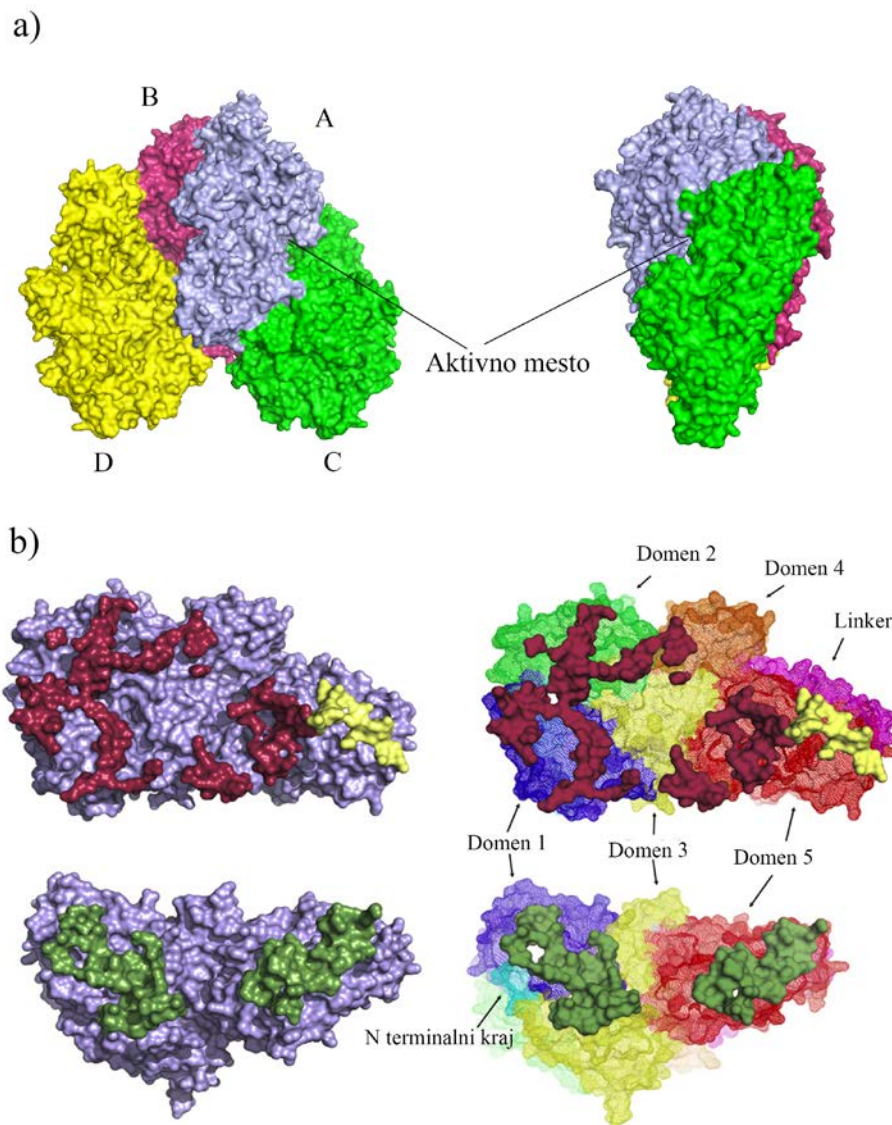 a)
B
A
Aktivno mesto
D
C
b)
Domen 2
Domen 4
Linker
Domen 1
Domen 3
Domen 5
N terminalni kraj